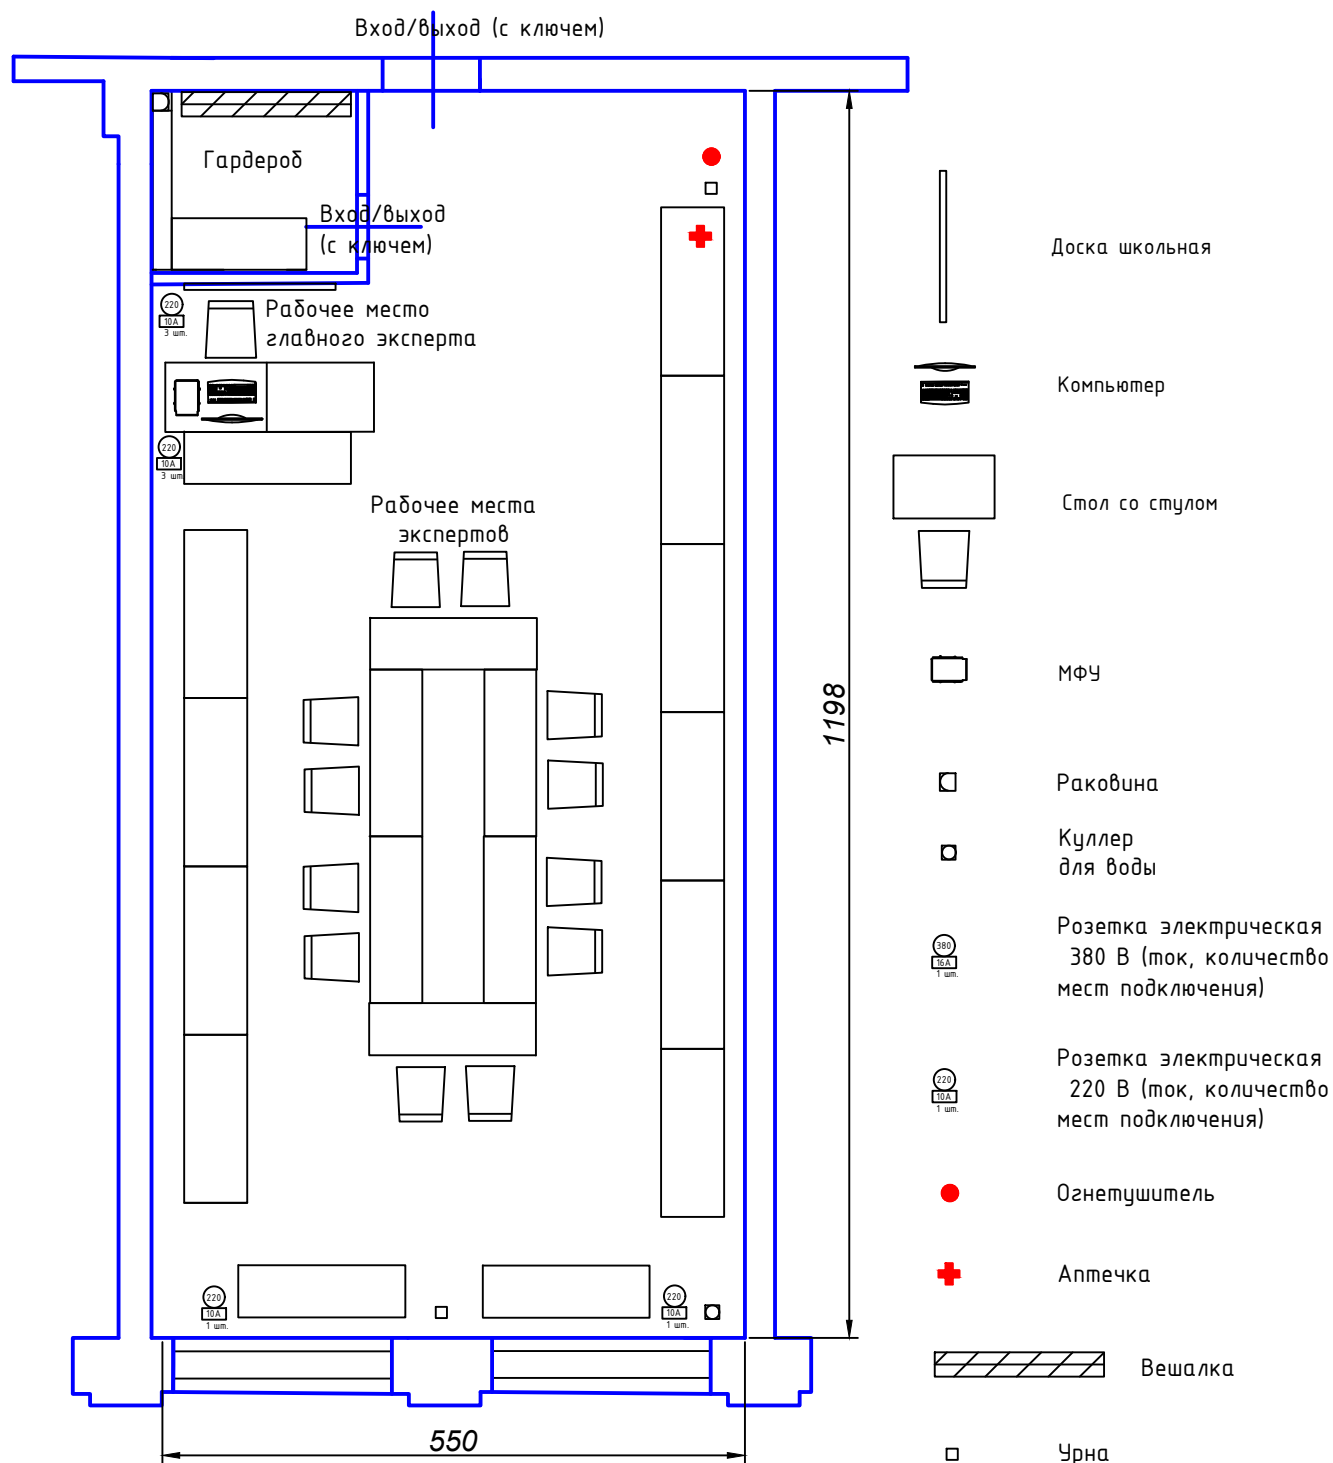 Вход/выход (с ключем)
Гардероб
Вход/выход
(с ключем)
220
10А
3 шт.
Рабочее место
главного эксперта
220
10А
3 шт.
Рабочее места
экспертов
1198
220
10А
1 шт.
220
10А
1 шт.
550
Доска школьная
Компьютер
Стол со стулом
МФУ
Раковина
Куллер
для воды
380
16А
1 шт.
Розетка электрическая
380 В (ток, количество
мест подключения)
220
10А
1 шт.
Розетка электрическая
220 В (ток, количество
мест подключения)
Огнетушитель
Аптечка
Вешалка
Урна